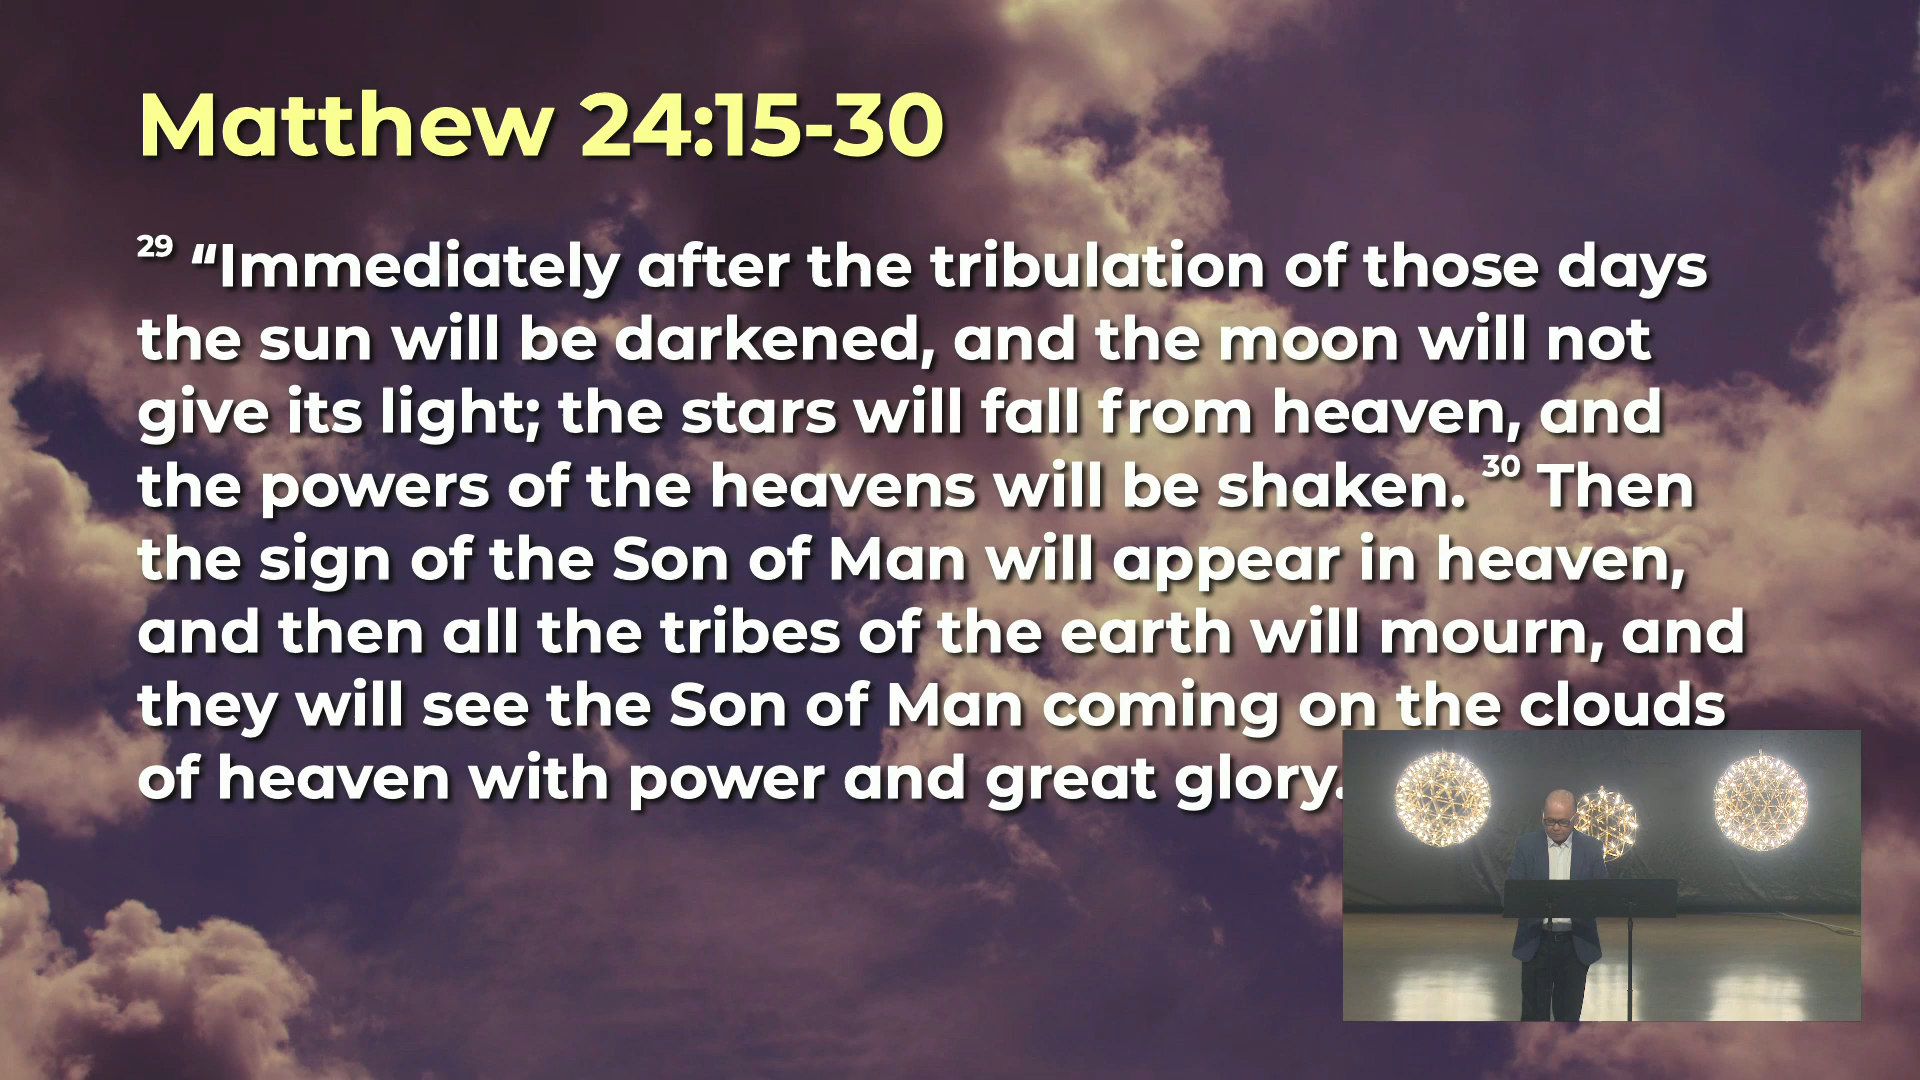 Matthew 24:15-30
29 “Immediately after the tribulation of those days
the sun will be darkened, and the moon will not
give its light; the stars will fall from heaven, and
the powers of the heavens will be shaken. 30 Then
the sign of the Son of Man will appear in heaven,
and then all the tribes of the earth will mourn, and
they will see the Son of Man coming on the clouds
of heaven with power and great glory.